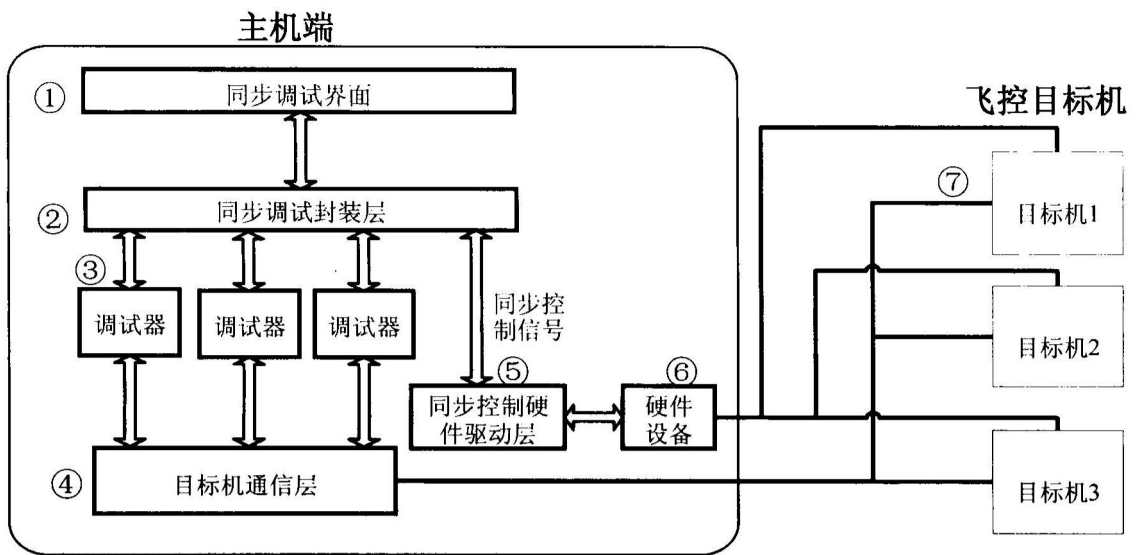 主机端
① 同步调试界面
飞控目标机
② 同步调试封装层
⑦
目标机1
③
调试器 调试器 调试器
同步控
制信号
目标机2
⑤
同步控制硬
件驱动层
⑥
硬件
设备
④ 目标机通信层
目标机3